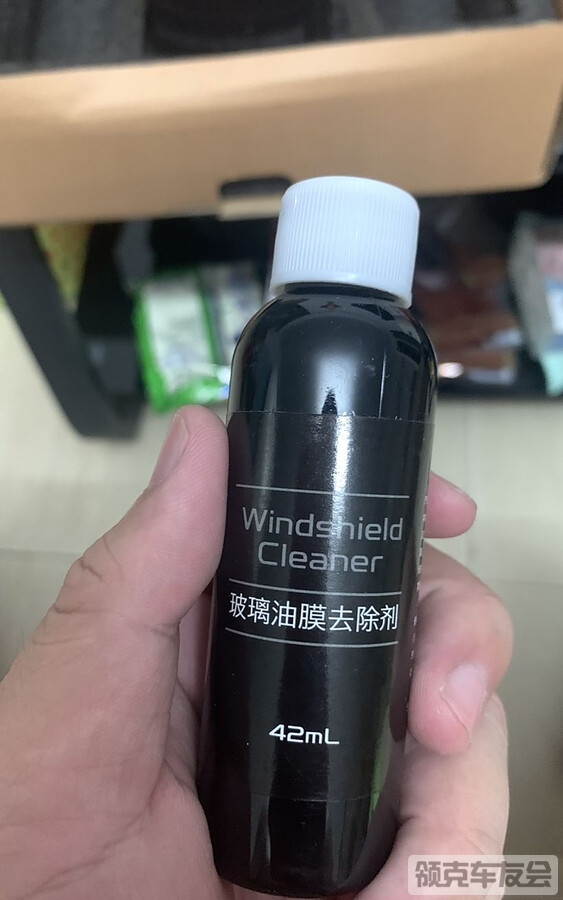 Windshield
Cleaner
玻璃油膜去除剂
42mL
领克车友会